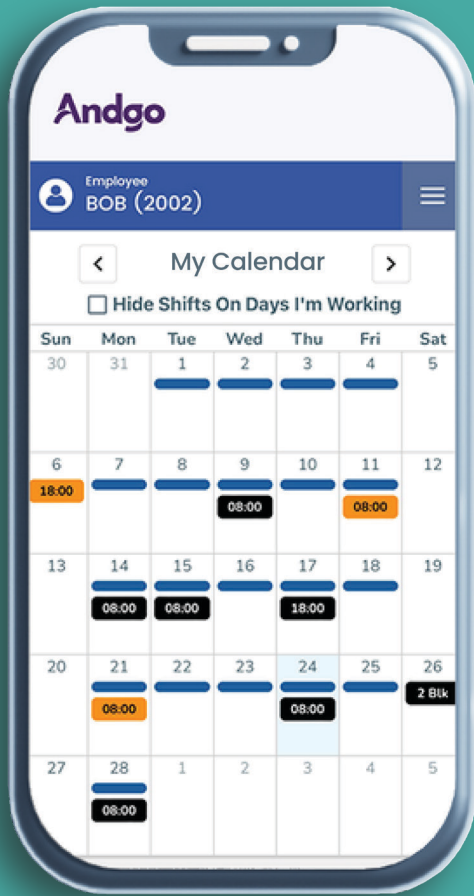 Andgo
Employee
BOB (2002)
My Calendar
Hide Shifts On Days I'm Working
Sun Mon Tue Wed Thu Fri Sat
30 31 1 2 3 4 5
6 7 8 9 10 11 12
18:00 08:00 08:00
13 14 15 16 17 18 19
08:00 08:00 18:00
20 21 22 23 24 25 26
08:00 08:00 2 Blk
27 28 1 2 3 4 5
08:00